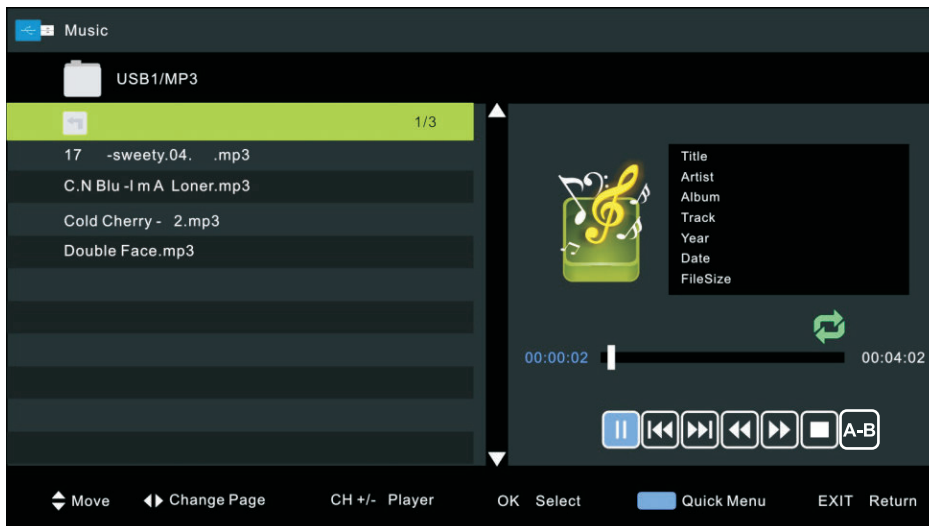 Music
USB1/MP3
1/3
17 -sweety.04. .mp3
C.N Blu -I m A Loner.mp3
Cold Cherry - 2.mp3
Double Face.mp3
Title
Artist
Album
Track
Year
Date
FileSize
00:00:02 00:04:02
A-B
Move Change Page CH +/- Player OK Select Quick Menu EXIT Return